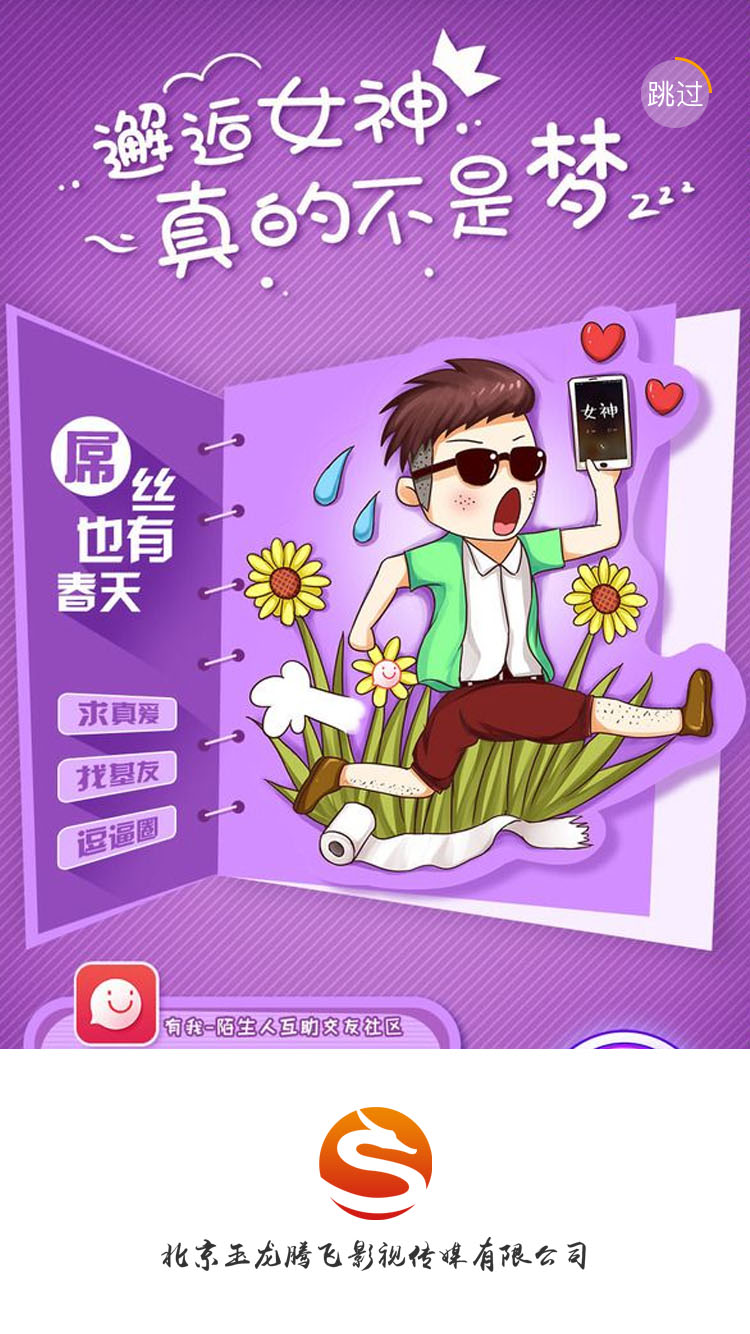 跳过
邂逅女神
真的不是梦
zzz
女神
屌丝
也有
春天
求真爱
找基友
逗逼圈
有我-陌生人互助交友社区
北京玉龙腾飞影视传媒有限公司